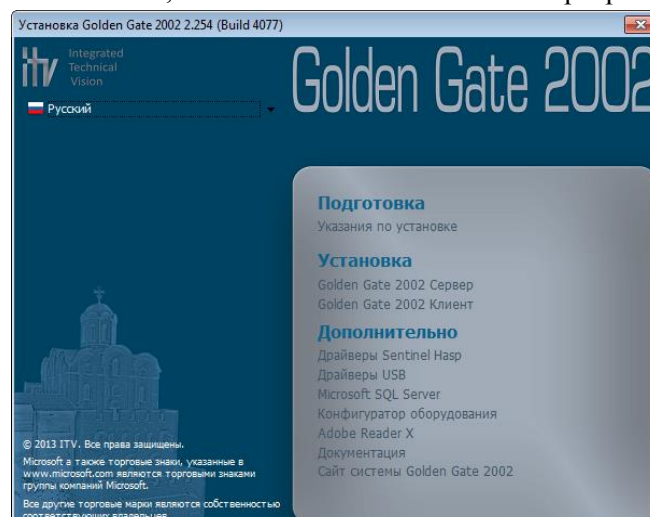 Установка Golden Gate 2002 2.254 (Build 4077)
itv Integrated
Technical
Vision
Golden Gate 2002
Русский
Подготовка
Указания по установке
Установка
Golden Gate 2002 Сервер
Golden Gate 2002 Клиент
Дополнительно
Драйверы Sentinel Hasp
Драйверы USB
Microsoft SQL Server
Конфигуратор оборудования
Adobe Reader X
Документация
Сайт системы Golden Gate 2002
© 2013 ITV. Все права защищены.
Microsoft а также торговые знаки, указанные в
www.microsoft.com являются торговыми знаками
группы компаний Microsoft.
Все другие торговые марки являются собственностью
соответствующих владельцев